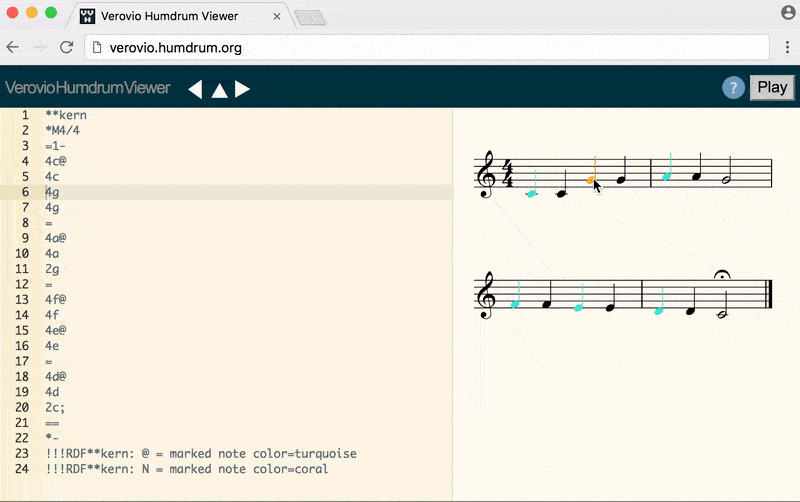 Verovio Humdrum Viewer
verovio.humdrum.org
VerovioHumdrumViewer
? Play
1 **kern
2 *M4/4
3 =1-
4 4c@
5 4c
6 4g
7 4g
8 =
9 4a@
10 4a
11 2g
12 =
13 4f@
14 4f
15 4e@
16 4e
17 =
18 4d@
19 4d
20 2c;
21 ==
22 *-
23 !!!RDF**kern: @ = marked note color=turquoise
24 !!!RDF**kern: N = marked note color=coral
4
4